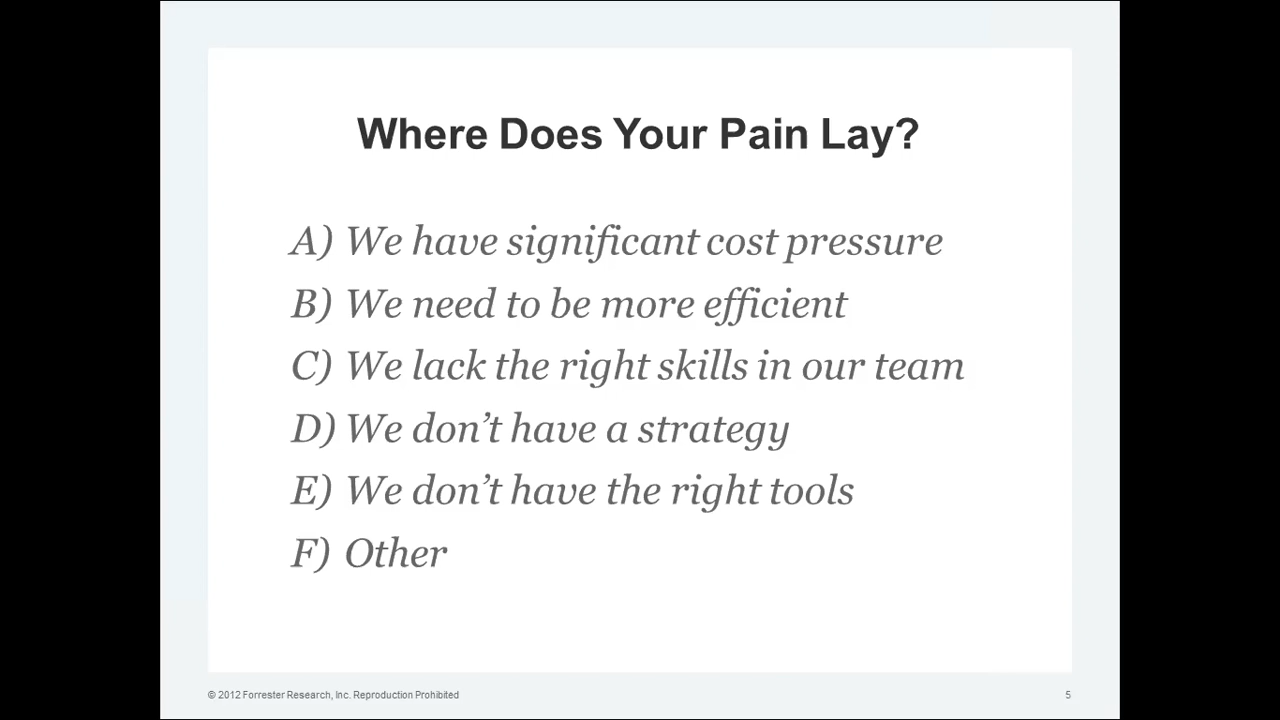 Where Does Your Pain Lay?
A) We have significant cost pressure
B) We need to be more efficient
C) We lack the right skills in our team
D) We don’t have a strategy
E) We don’t have the right tools
F) Other
© 2012 Forrester Research, Inc. Reproduction Prohibited
5